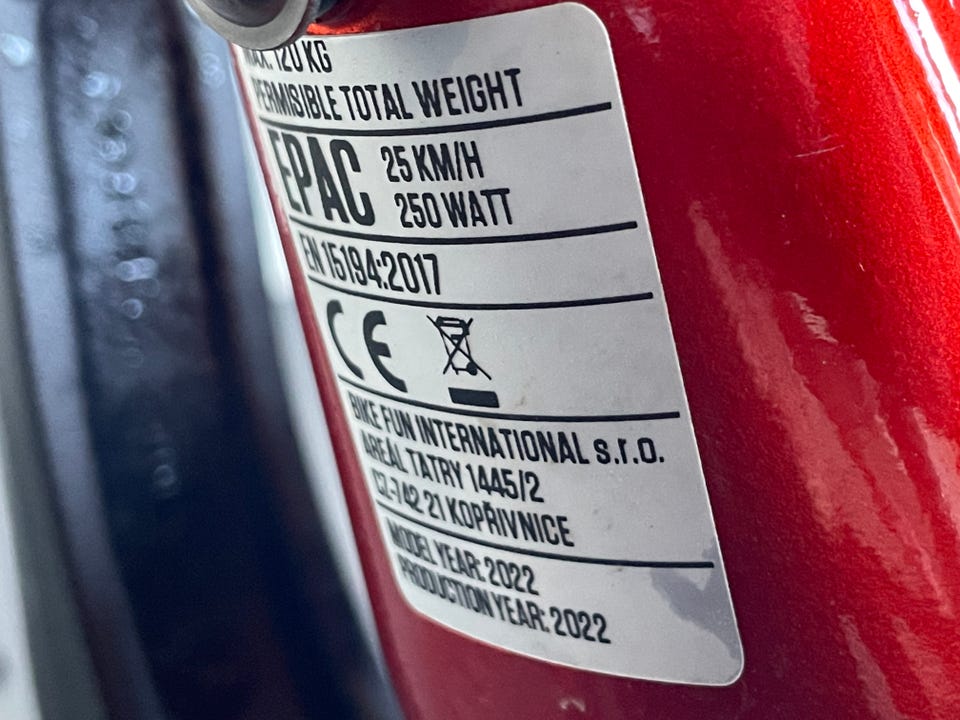 MAX. 120 KG
PERMISIBLE TOTAL WEIGHT
EPAC 25 KM/H
250 WATT
EN 15194:2017
CE
BIKE FUN INTERNATIONAL s.r.o.
AREÁL TATRY 1445/2
CZ-742 21 KOPŘIVNICE
MODEL YEAR: 2022
PRODUCTION YEAR: 2022